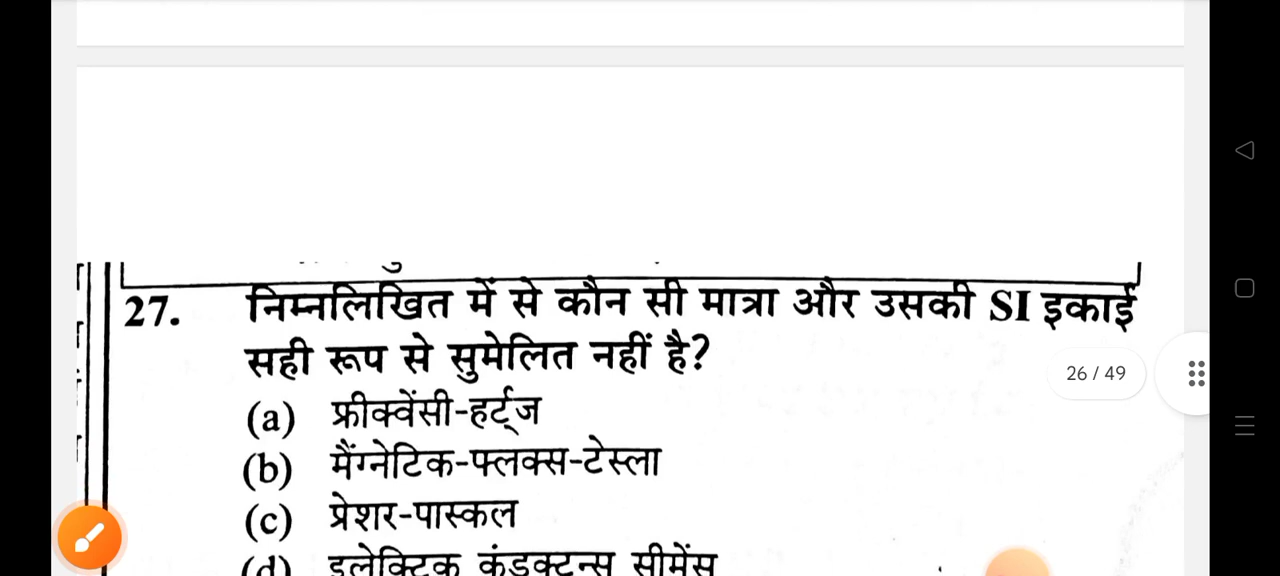 27. निम्नलिखित में से कौन सी मात्रा और उसकी SI इकाई
सही रूप से सुमेलित नहीं है?
26 / 49
(a) फ्रीक्वेंसी-हर्ट्ज
(b) मैंग्नेटिक-फ्लक्स-टेस्ला
(c) प्रेशर-पास्कल
(d) इलेक्ट्रिक कंडक्टन्स सीमेंस